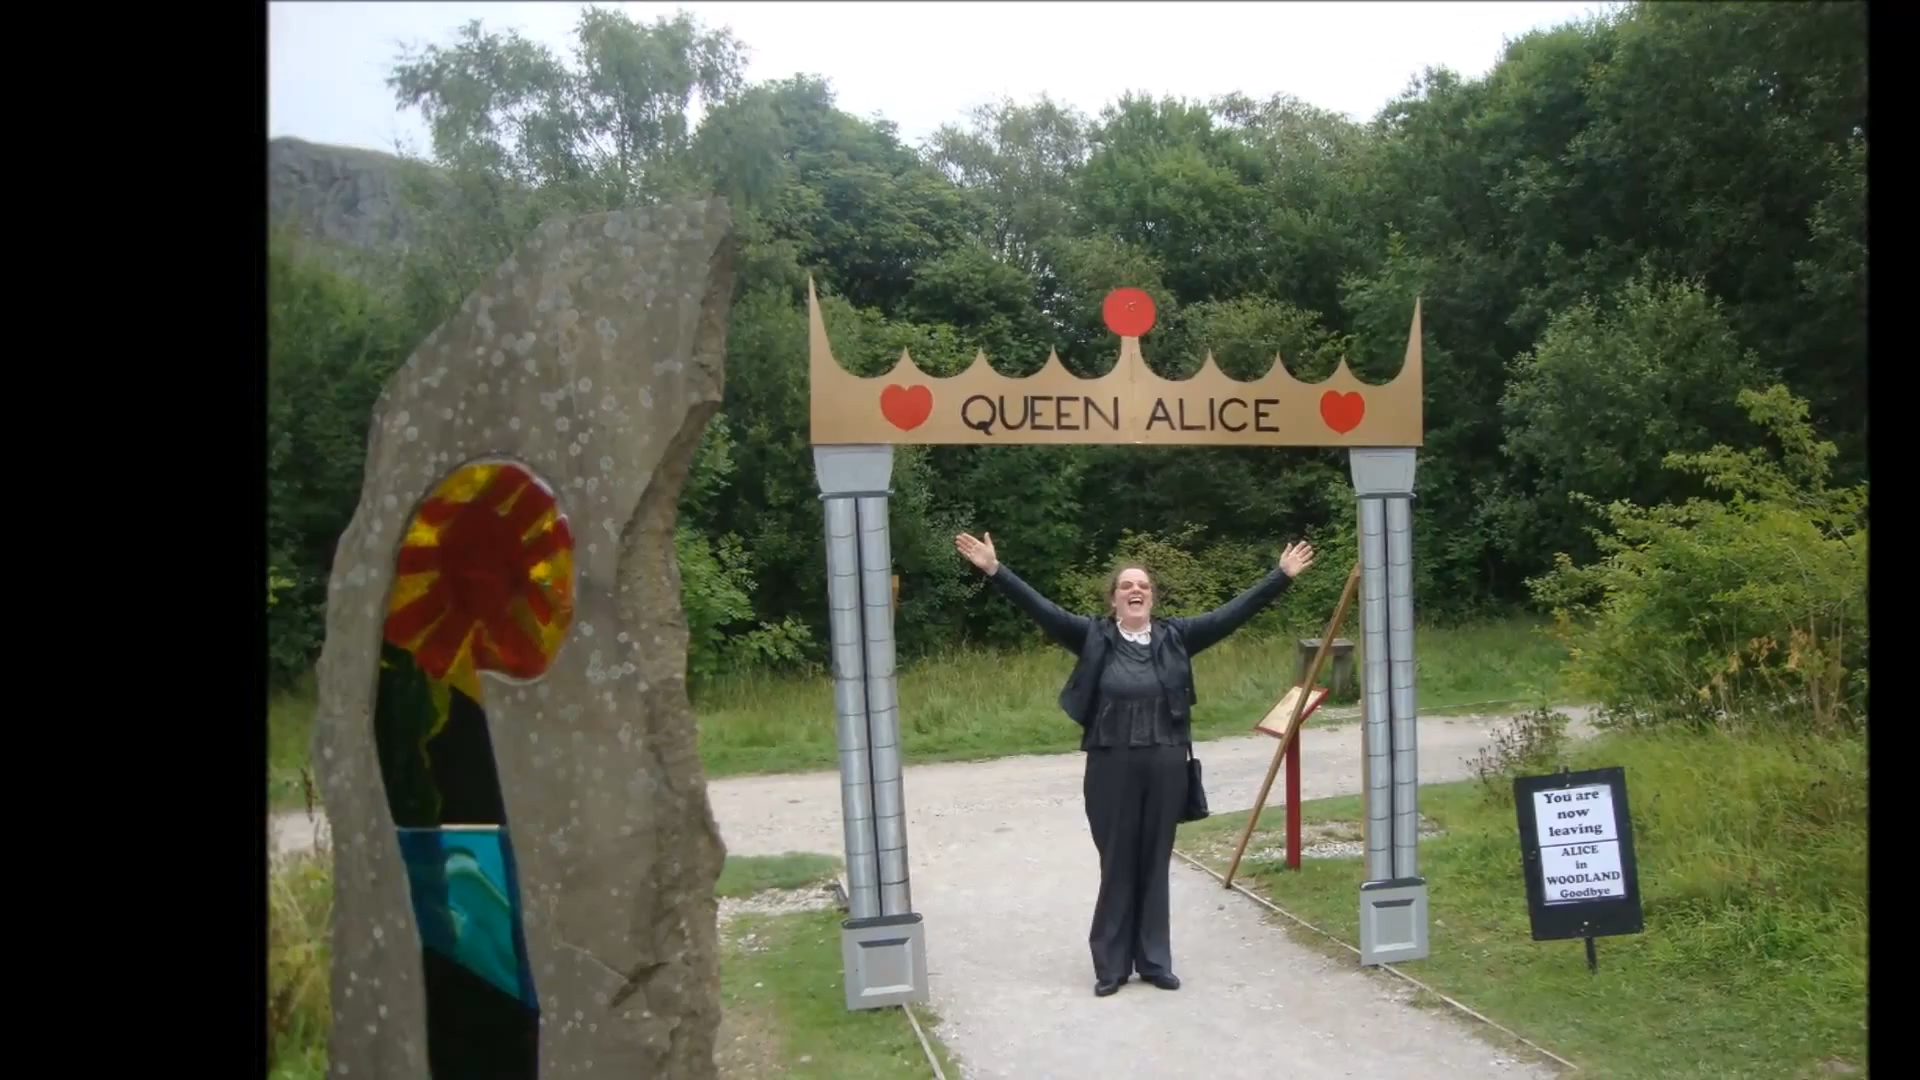 QUEEN ALICE
You are
now
leaving
ALICE
in
WOODLAND
Goodbye